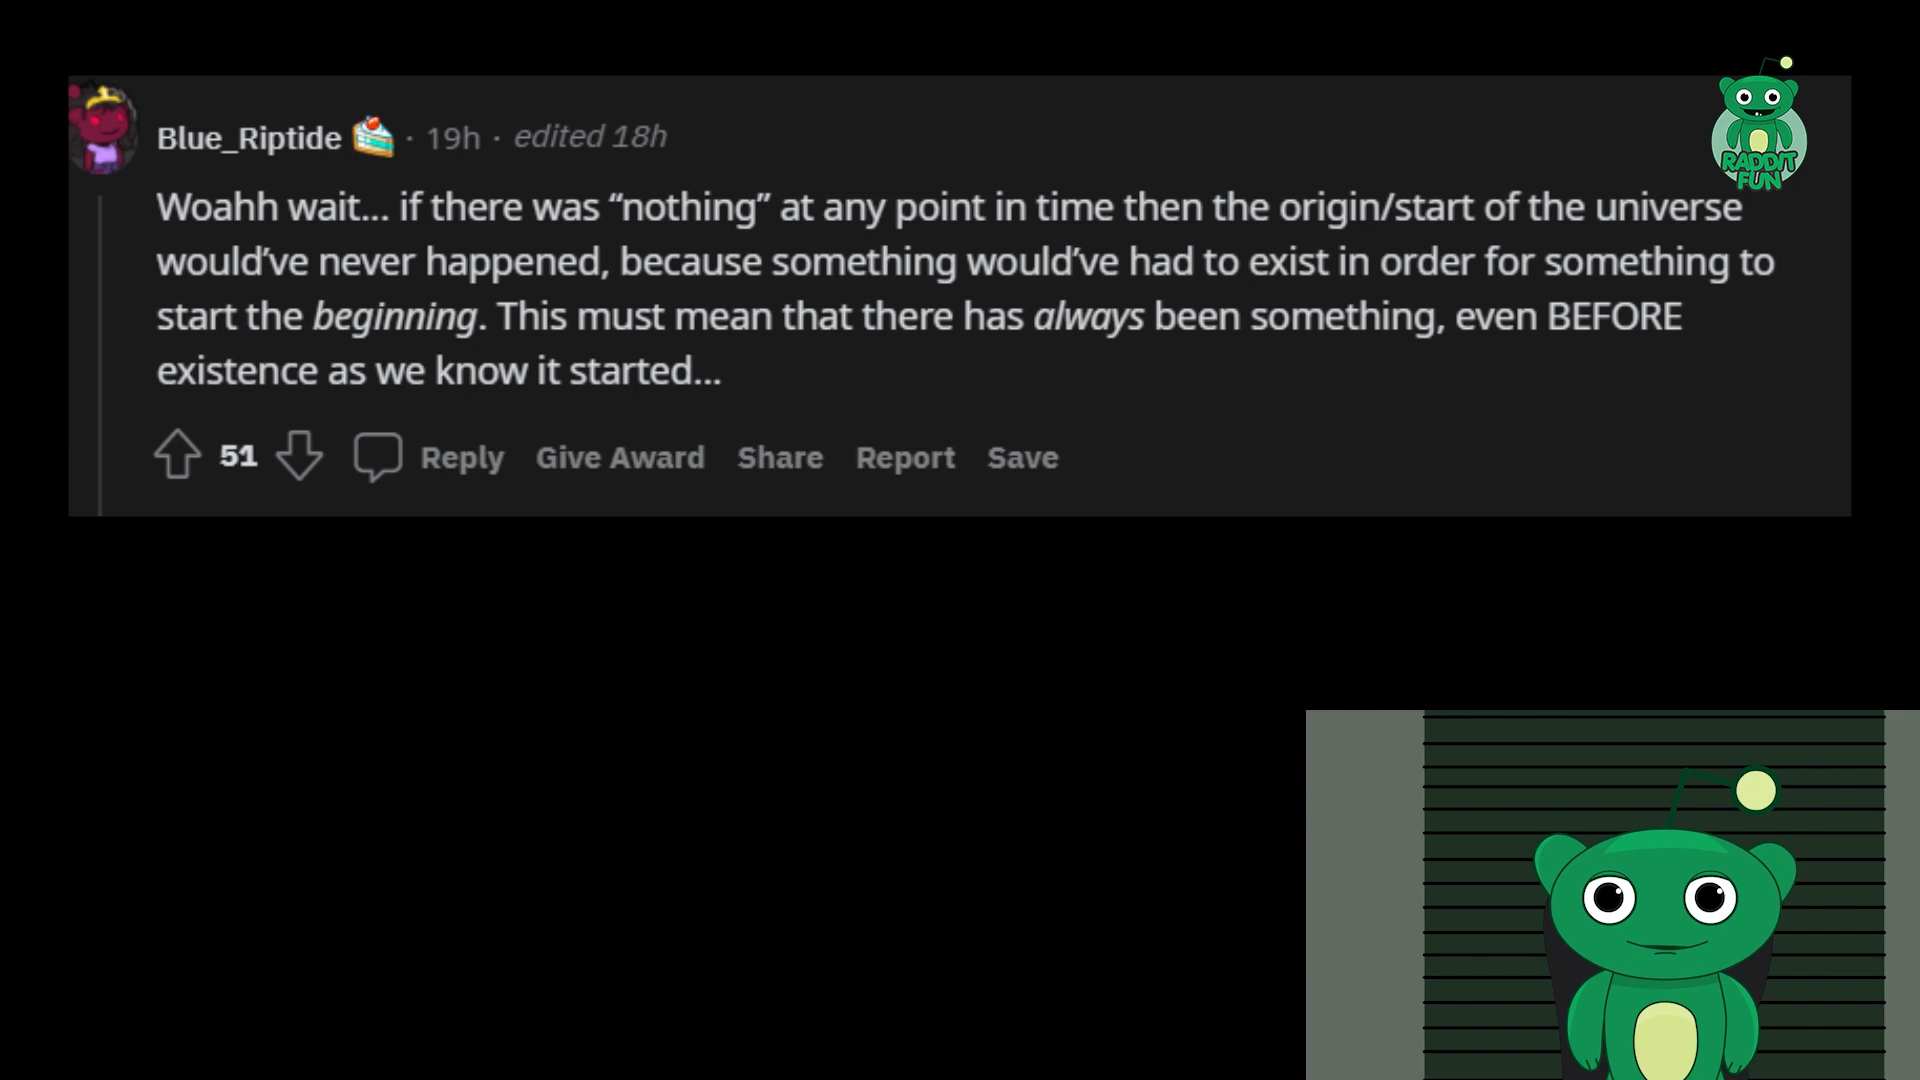 Blue_Riptide · 19h · edited 18h
RADDIT
FUN
Woahh wait... if there was “nothing” at any point in time then the origin/start of the universe
would’ve never happened, because something would’ve had to exist in order for something to
start the beginning. This must mean that there has always been something, even BEFORE
existence as we know it started...
51 Reply Give Award Share Report Save